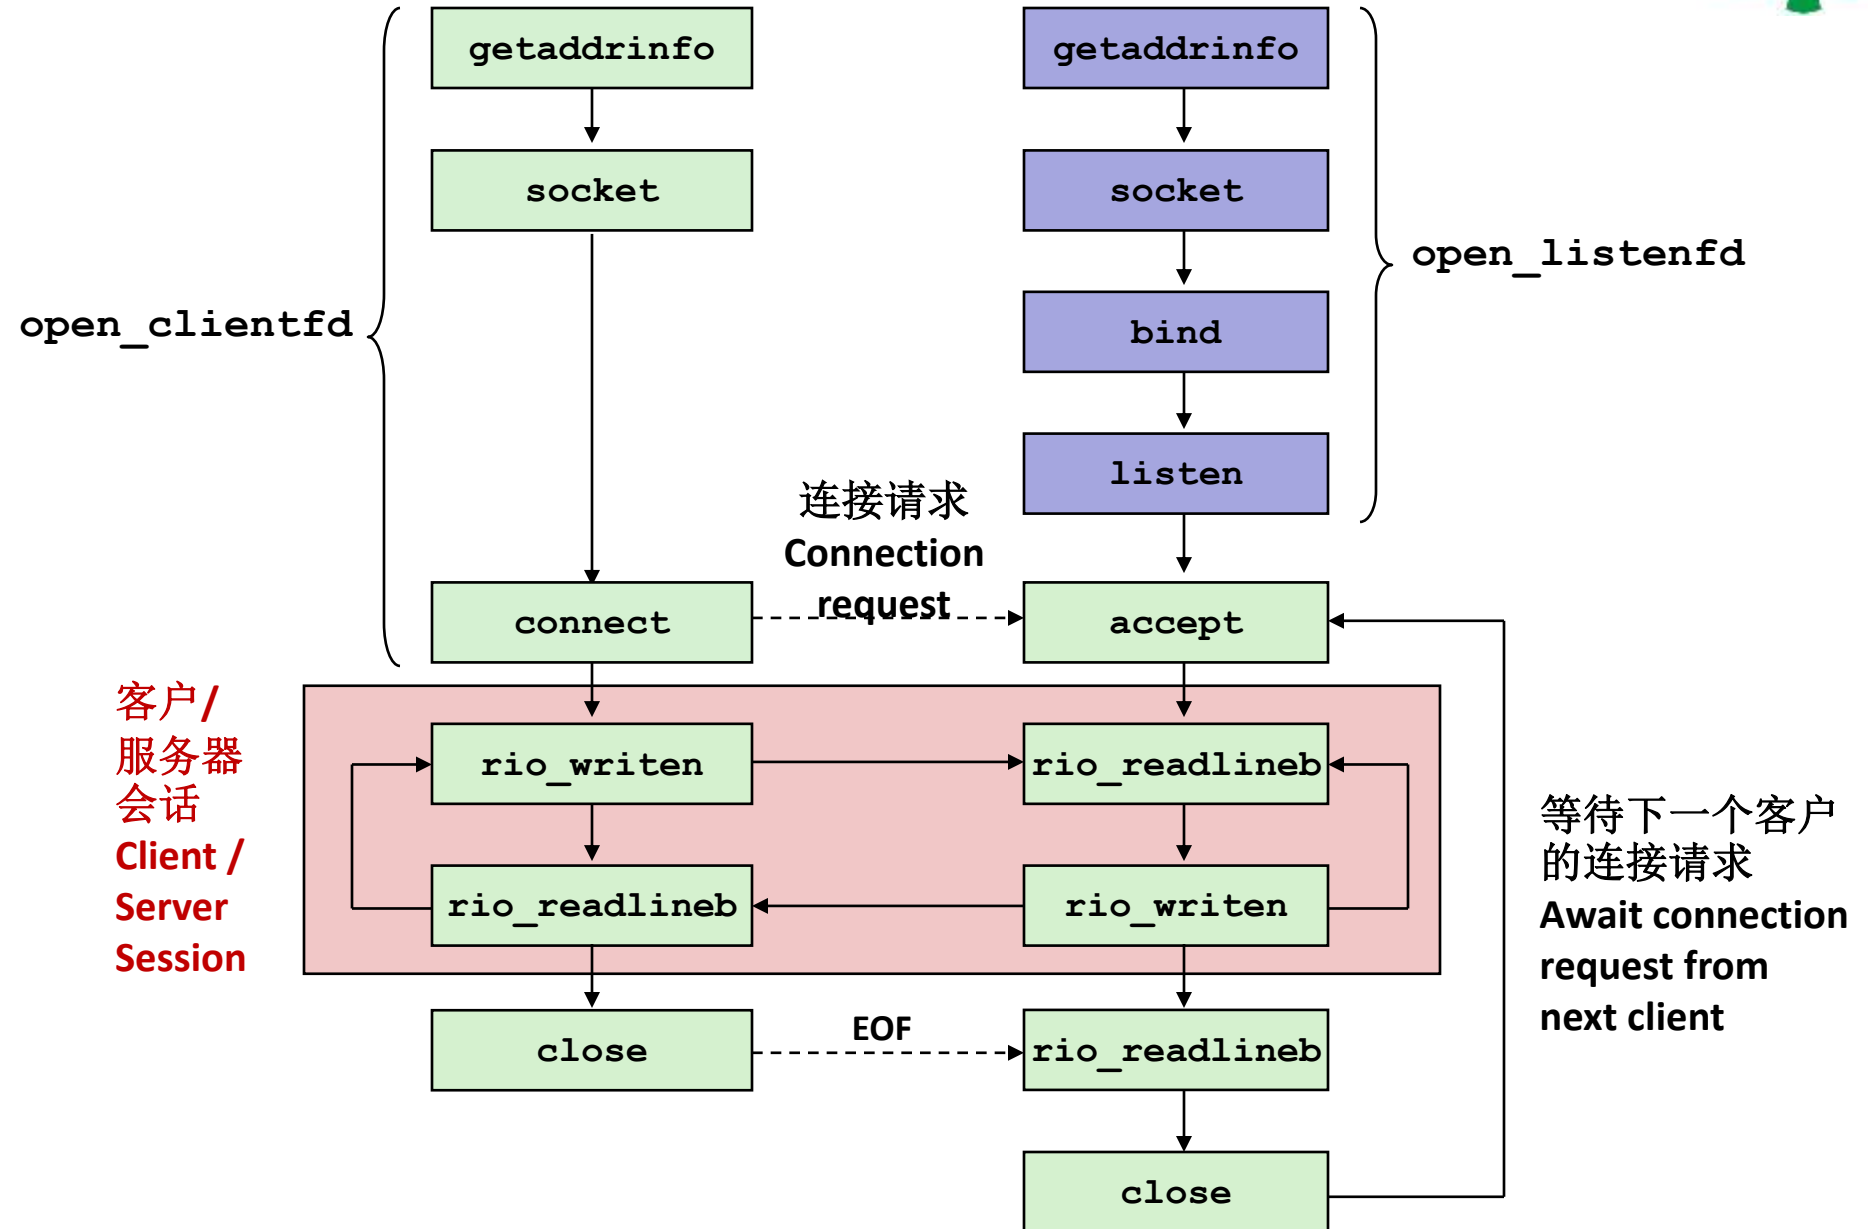 getaddrinfo
getaddrinfo
socket
socket
open_listenfd
open_clientfd
bind
listen
连接请求
Connection
request
connect
accept
客户/
服务器
会话
Client /
Server
Session
rio_writen
rio_readlineb
rio_readlineb
rio_writen
等待下一个客户
的连接请求
Await connection
request from
next client
close
EOF
rio_readlineb
close